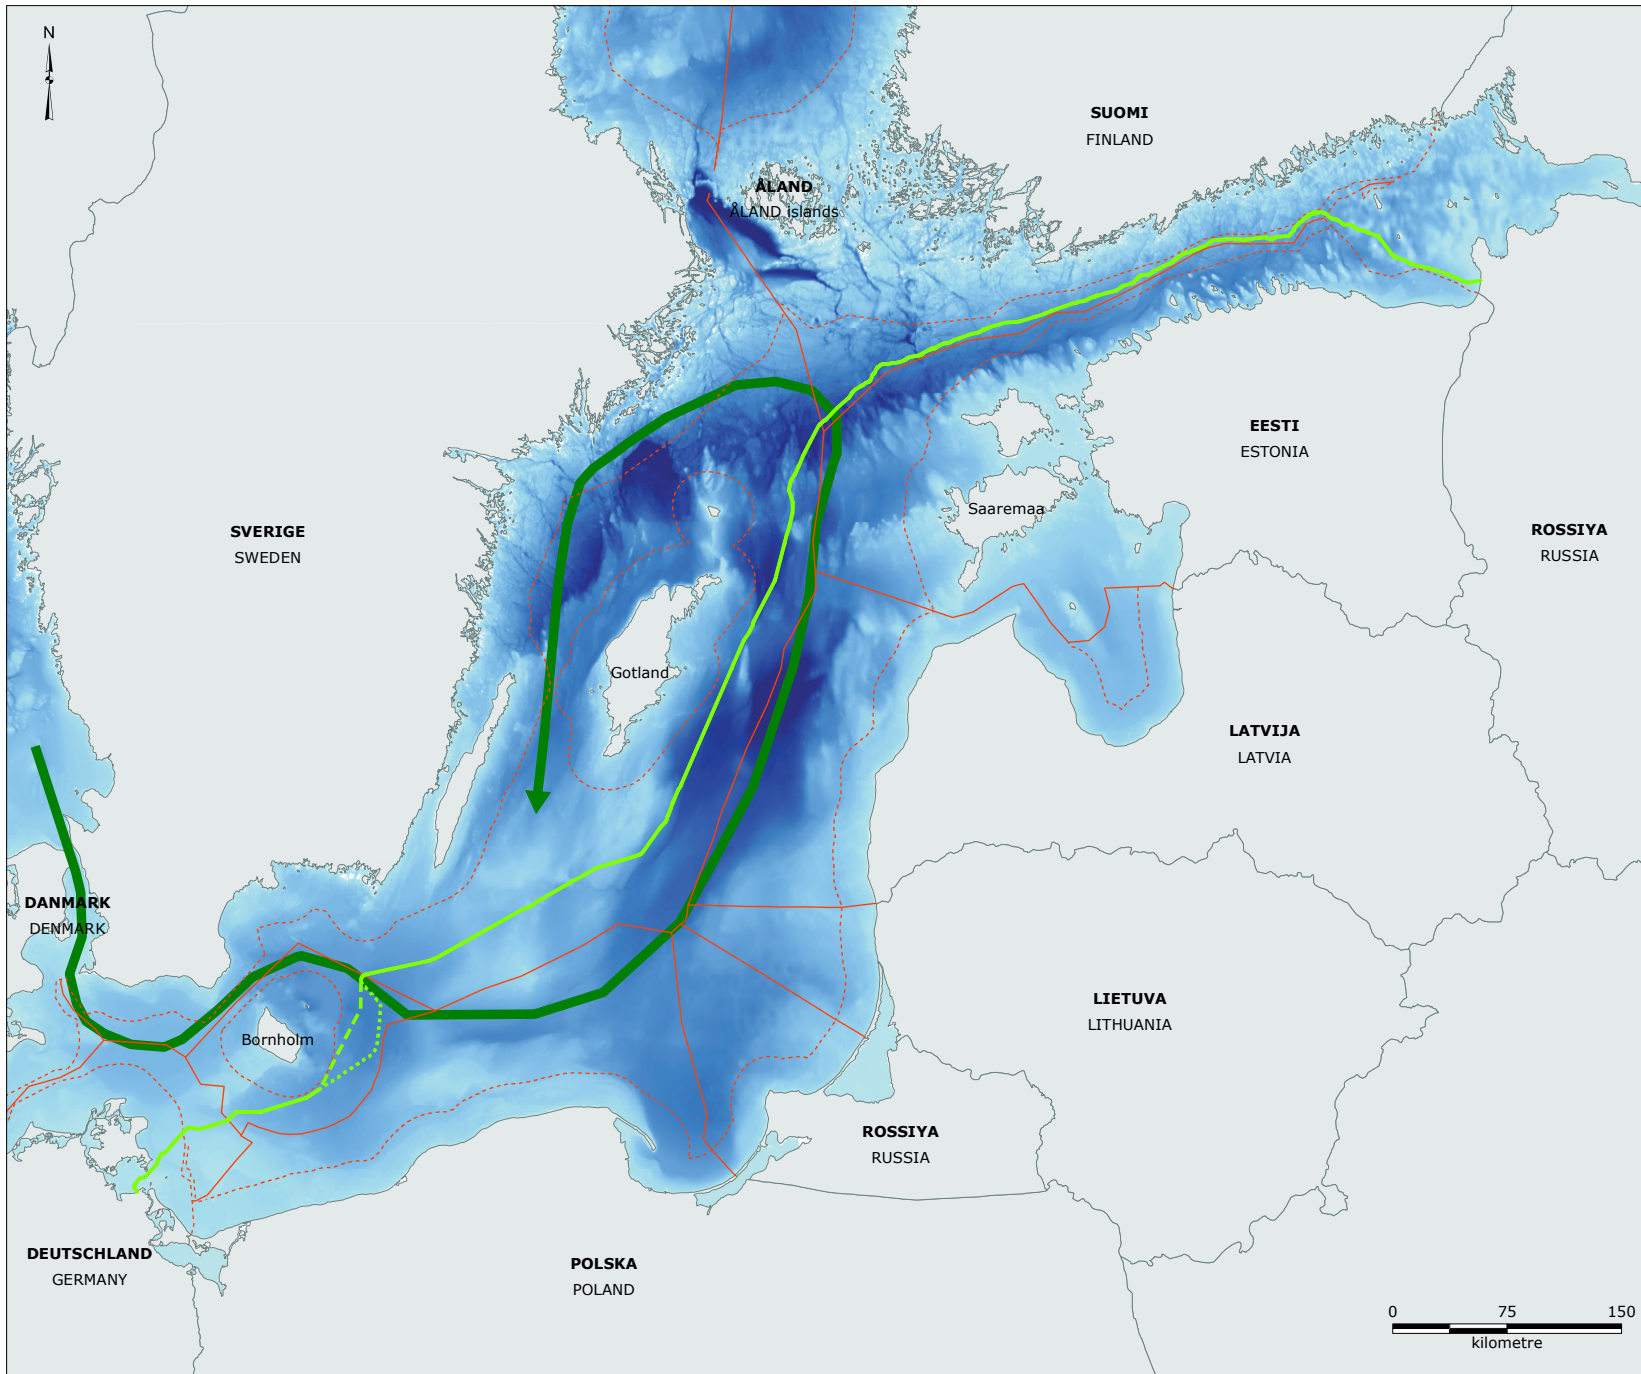 N
SUOMI
FINLAND
ÅLAND
ÅLAND islands
EESTI
ESTONIA
Saaremaa
SVERIGE
SWEDEN
ROSSIYA
RUSSIA
Gotland
LATVIJA
LATVIA
DANMARK
DENMARK
LIETUVA
LITHUANIA
Bornholm
ROSSIYA
RUSSIA
DEUTSCHLAND
GERMANY
POLSKA
POLAND
0 75 150
kilometre